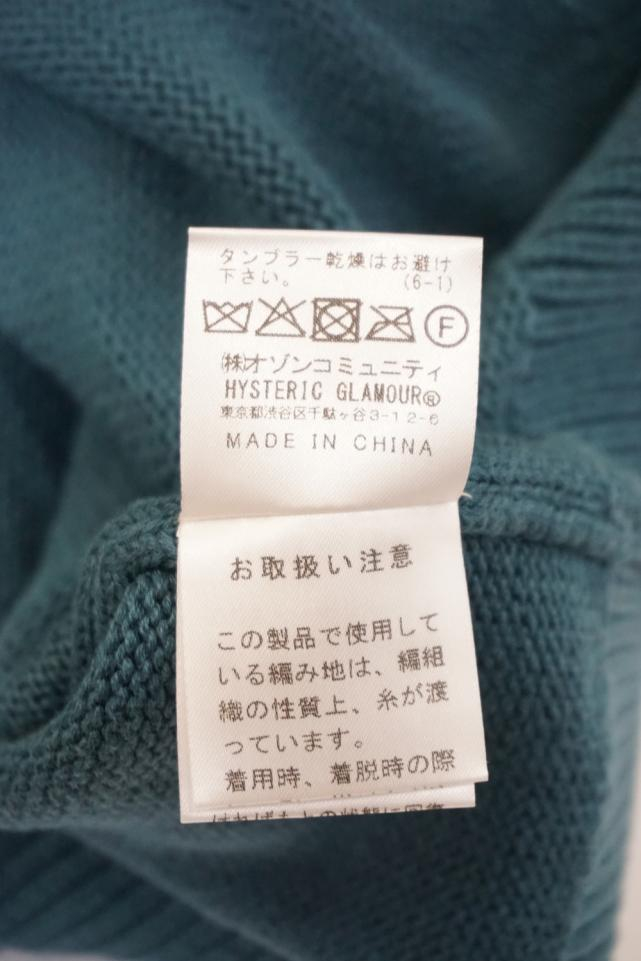 タンブラー乾燥はお避け
下さい。 (6-1)
F
㈱オゾンコミュニティ
HYSTERIC GLAMOUR®
東京都渋谷区千駄ヶ谷3-12-6
MADE IN CHINA
お取扱い注意
この製品で使用して
いる編み地は、編組
織の性質上、糸が渡
っています。
着用時、着脱時の際